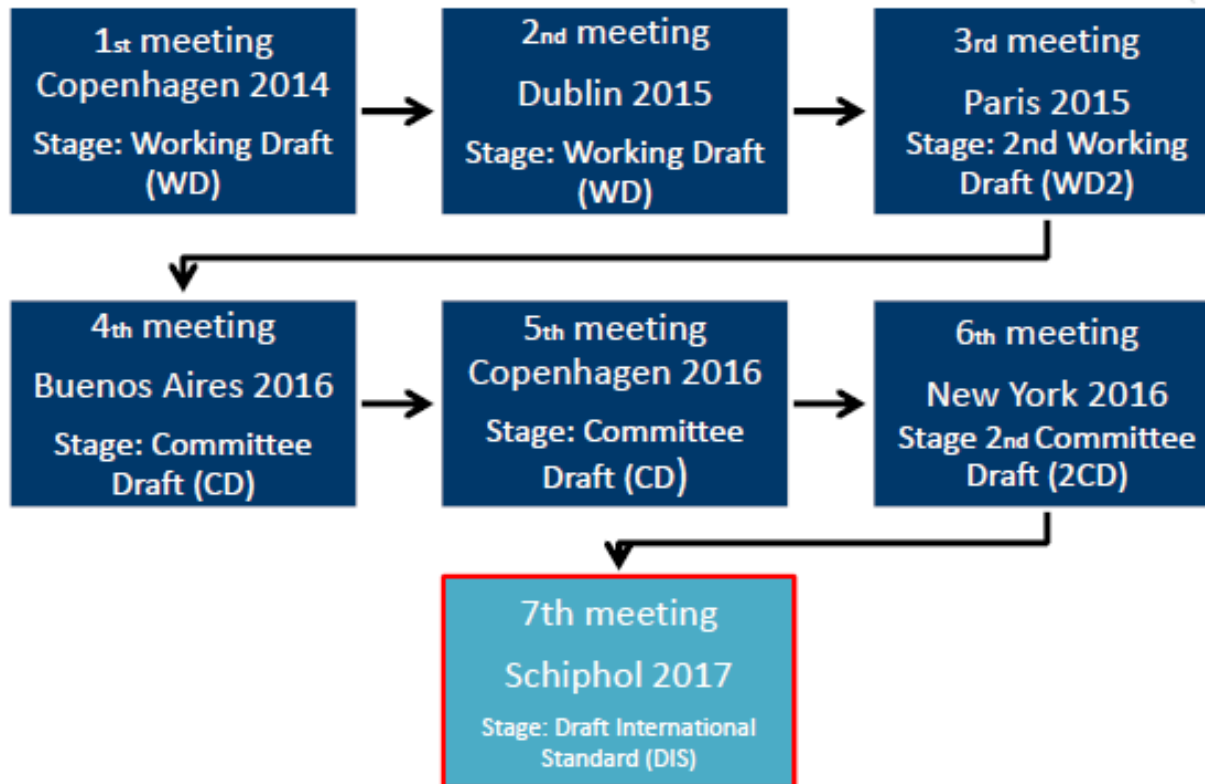 1st meeting
Copenhagen 2014
Stage: Working Draft
(WD)
2nd meeting
Dublin 2015
Stage: Working Draft
(WD)
3rd meeting
Paris 2015
Stage: 2nd Working
Draft (WD2)
4th meeting
Buenos Aires 2016
Stage: Committee
Draft (CD)
5th meeting
Copenhagen 2016
Stage: Committee
Draft (CD)
6th meeting
New York 2016
Stage 2nd Committee
Draft (2CD)
7th meeting
Schiphol 2017
Stage: Draft International
Standard (DIS)